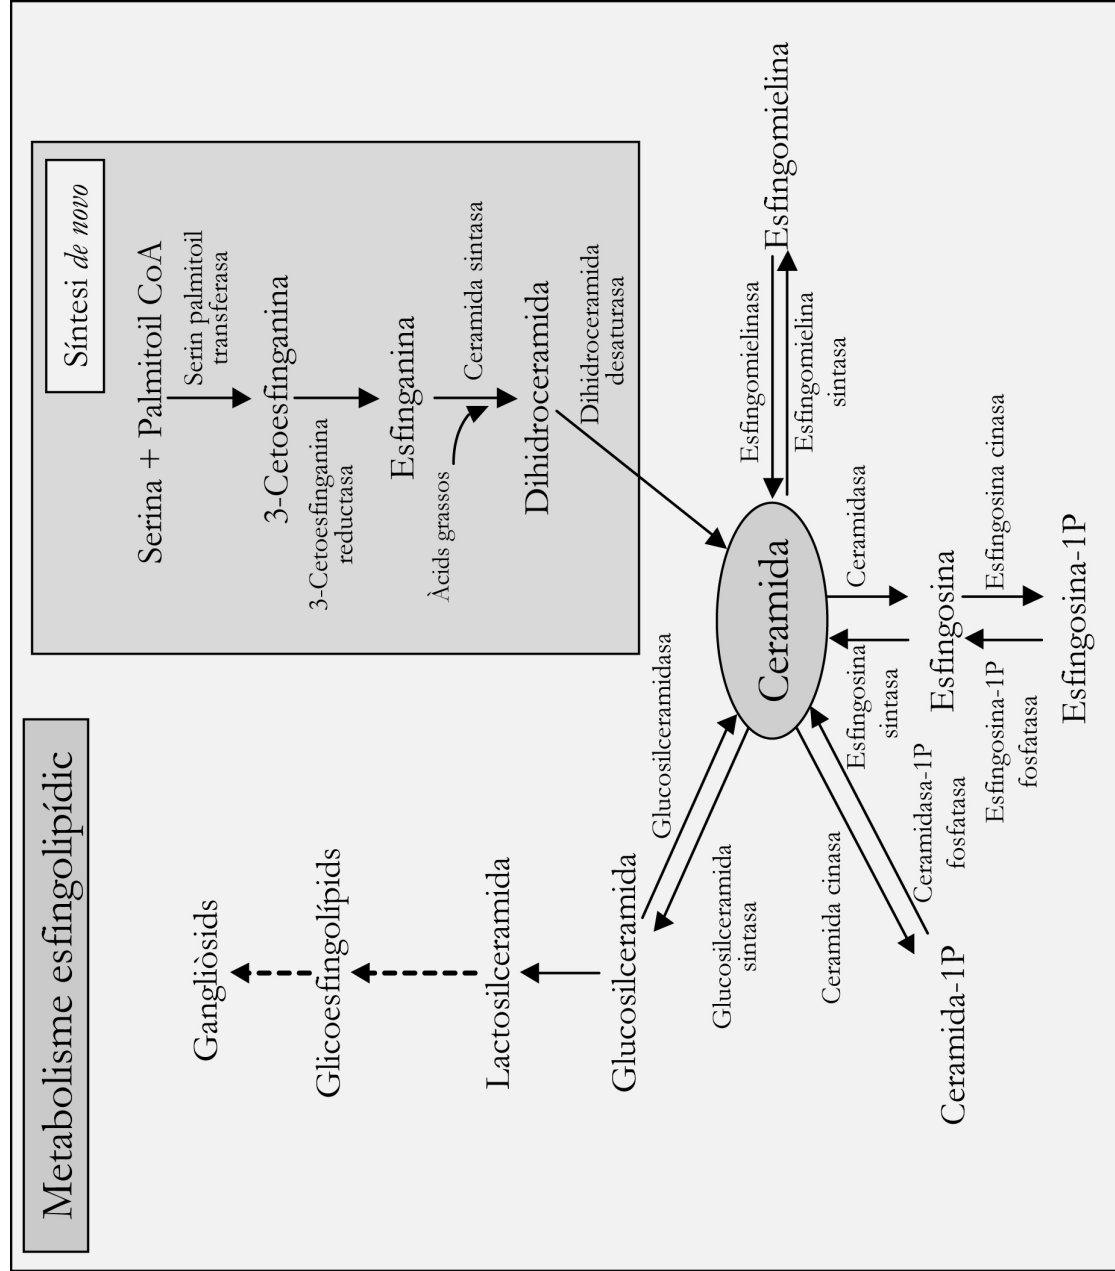 Metabolisme esfingolipídic
Síntesi de novo
Serina + Palmitoil CoA
Serin palmitoil
transferasa
3-Cetoesfinganina
3-Cetoesfinganina
reductasa
Esfinganina
Àcids grassos
Ceramida sintasa
Dihidroceramida
Dihidroceramida
desaturasa
Gangliòsids
Glicoesfingolípids
Lactosilceramida
Glucosilceramida
Glucosilceramidasa
Glucosilceramida
sintasa
Ceramida
Esfingomielinasa
Esfingomielina
sintasa
Esfingomielina
Ceramida cinasa
Ceramidasa-1P
fosfatasa
Ceramida-1P
Esfingosina
sintasa
Ceramidasa
Esfingosina
Esfingosina-1P
fosfatasa
Esfingosina cinasa
Esfingosina-1P